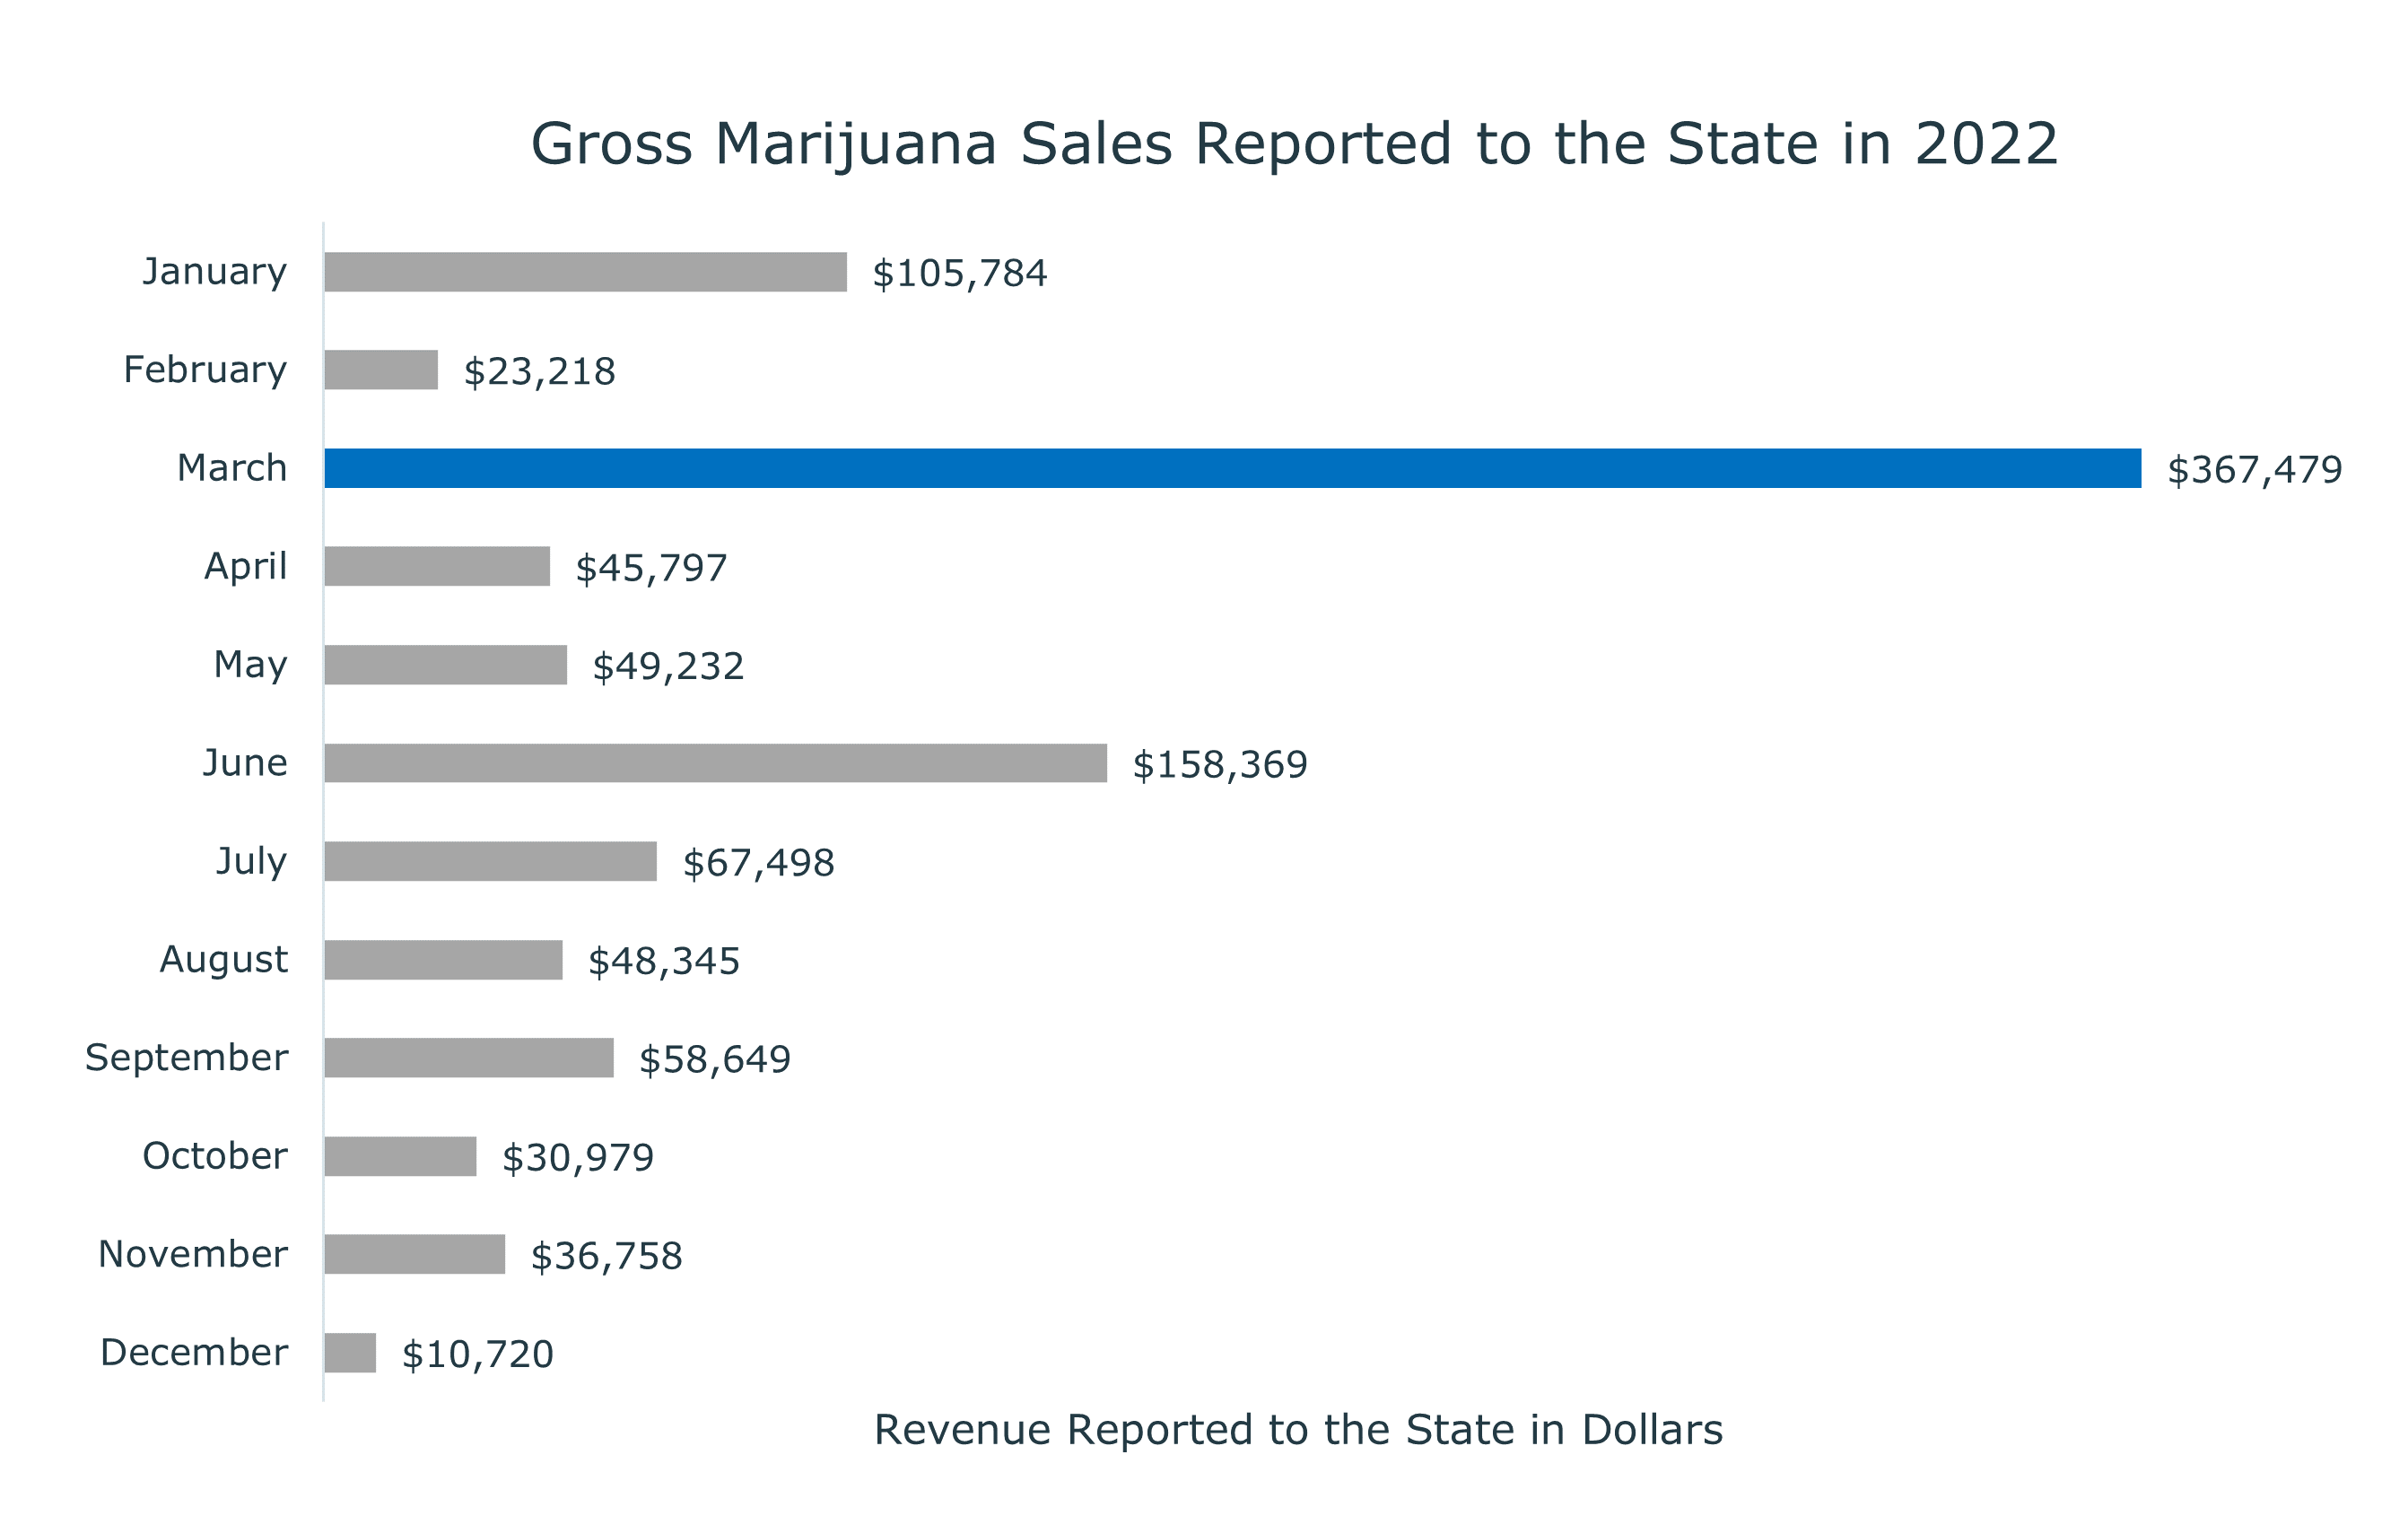 Gross Marijuana Sales Reported to the State in 2022
January $105,784
February $23,218
March $367,479
April $45,797
May $49,232
June $158,369
July $67,498
August $48,345
September $58,649
October $30,979
November $36,758
December $10,720
Revenue Reported to the State in Dollars